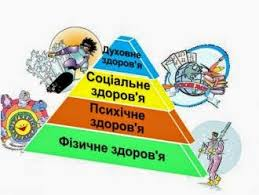 Духовне
здоров'я
Соціальне
здоров'я
Психічне
здоров'я
Фізичне здоров'я